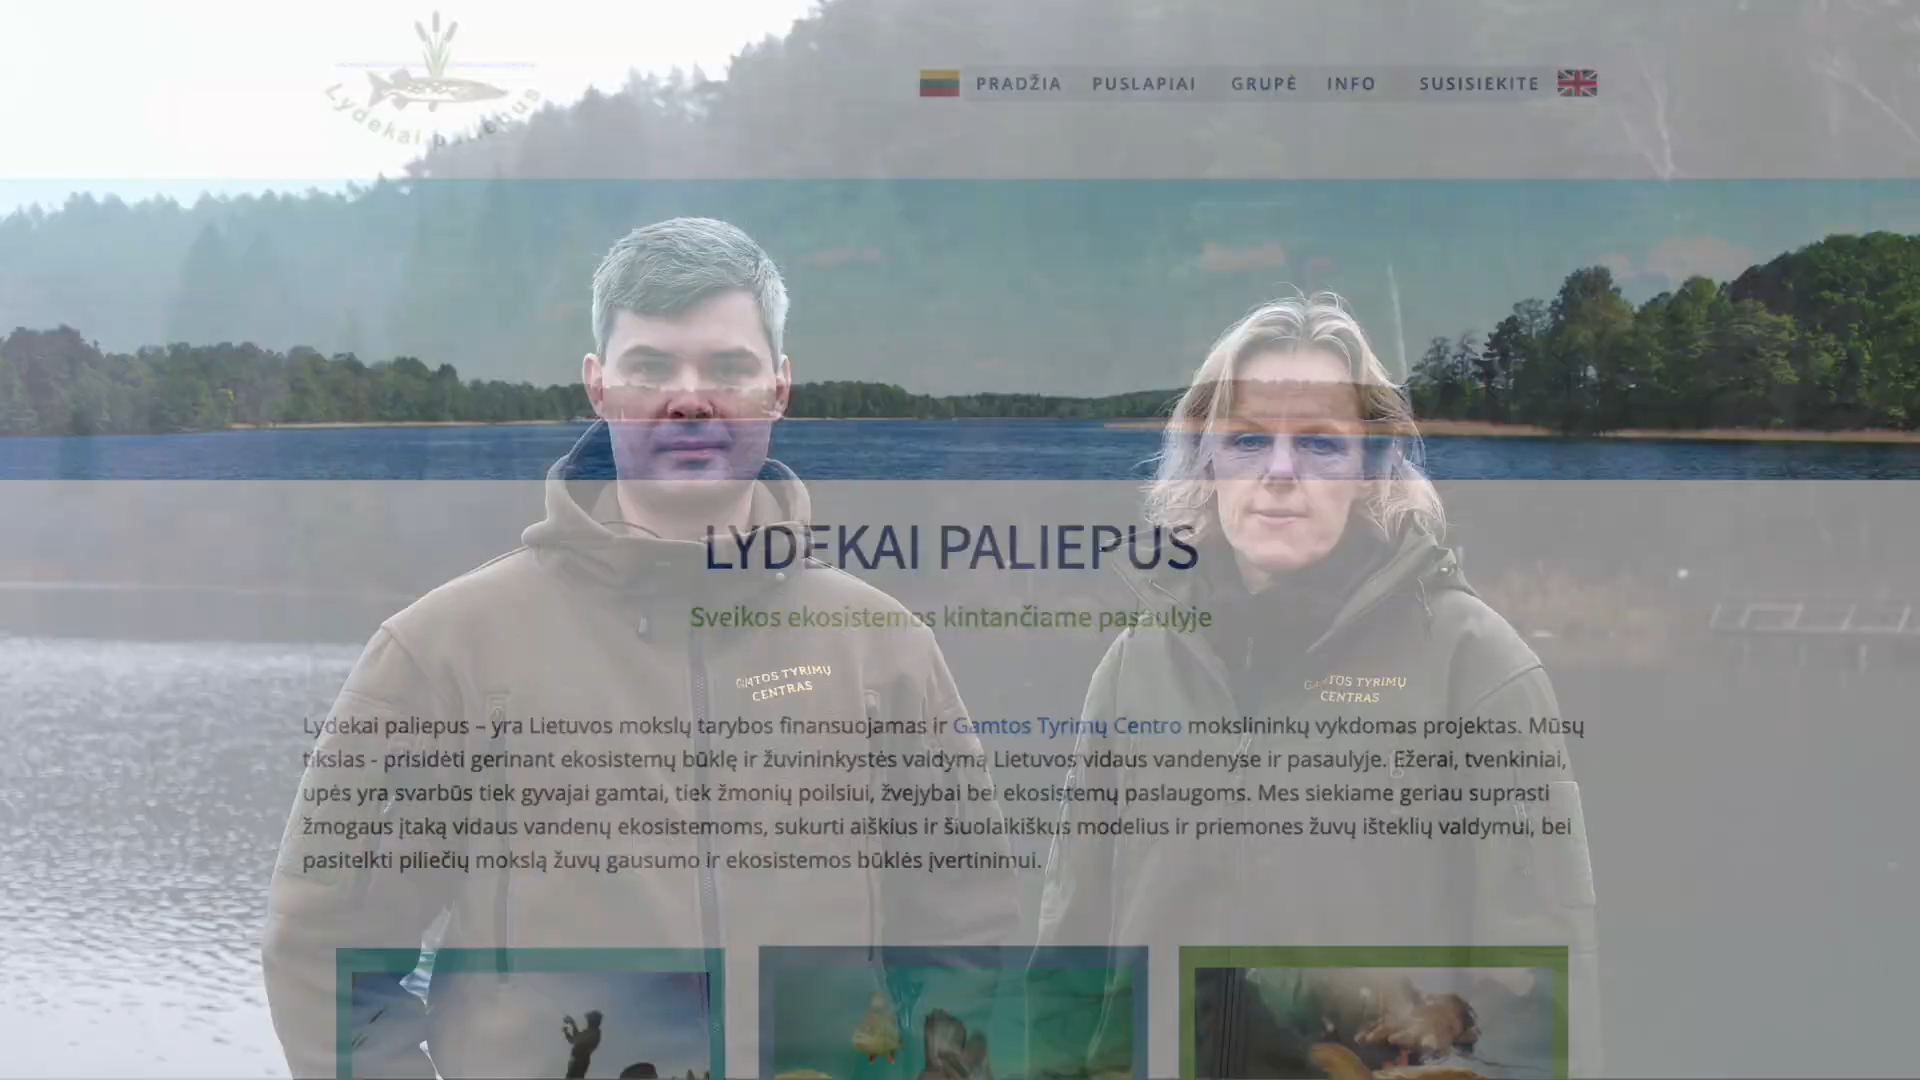 Lydekai paliepus
PRADŽIA PUSLAPIAI GRUPĖ INFO SUSISIEKITE
LYDEKAI PALIEPUS
Sveikos ekosistemos kintančiame pasaulyje
GAMTOS TYRIMŲ
CENTRAS
GAMTOS TYRIMŲ
CENTRAS
Lydekai paliepus – yra Lietuvos mokslų tarybos finansuojamas ir Gamtos Tyrimų Centro mokslininkų vykdomas projektas. Mūsų
tikslas - prisidėti gerinant ekosistemų būklę ir žuvininkystės valdymą Lietuvos vidaus vandenyse ir pasaulyje. Ežerai, tvenkiniai,
upės yra svarbūs tiek gyvajai gamtai, tiek žmonių poilsiui, žvejybai bei ekosistemų paslaugoms. Mes siekiame geriau suprasti
žmogaus įtaką vidaus vandenų ekosistemoms, sukurti aiškius ir šiuolaikiškus modelius ir priemones žuvų išteklių valdymui, bei
pasitelkti piliečių mokslą žuvų gausumo ir ekosistemos būklės įvertinimui.